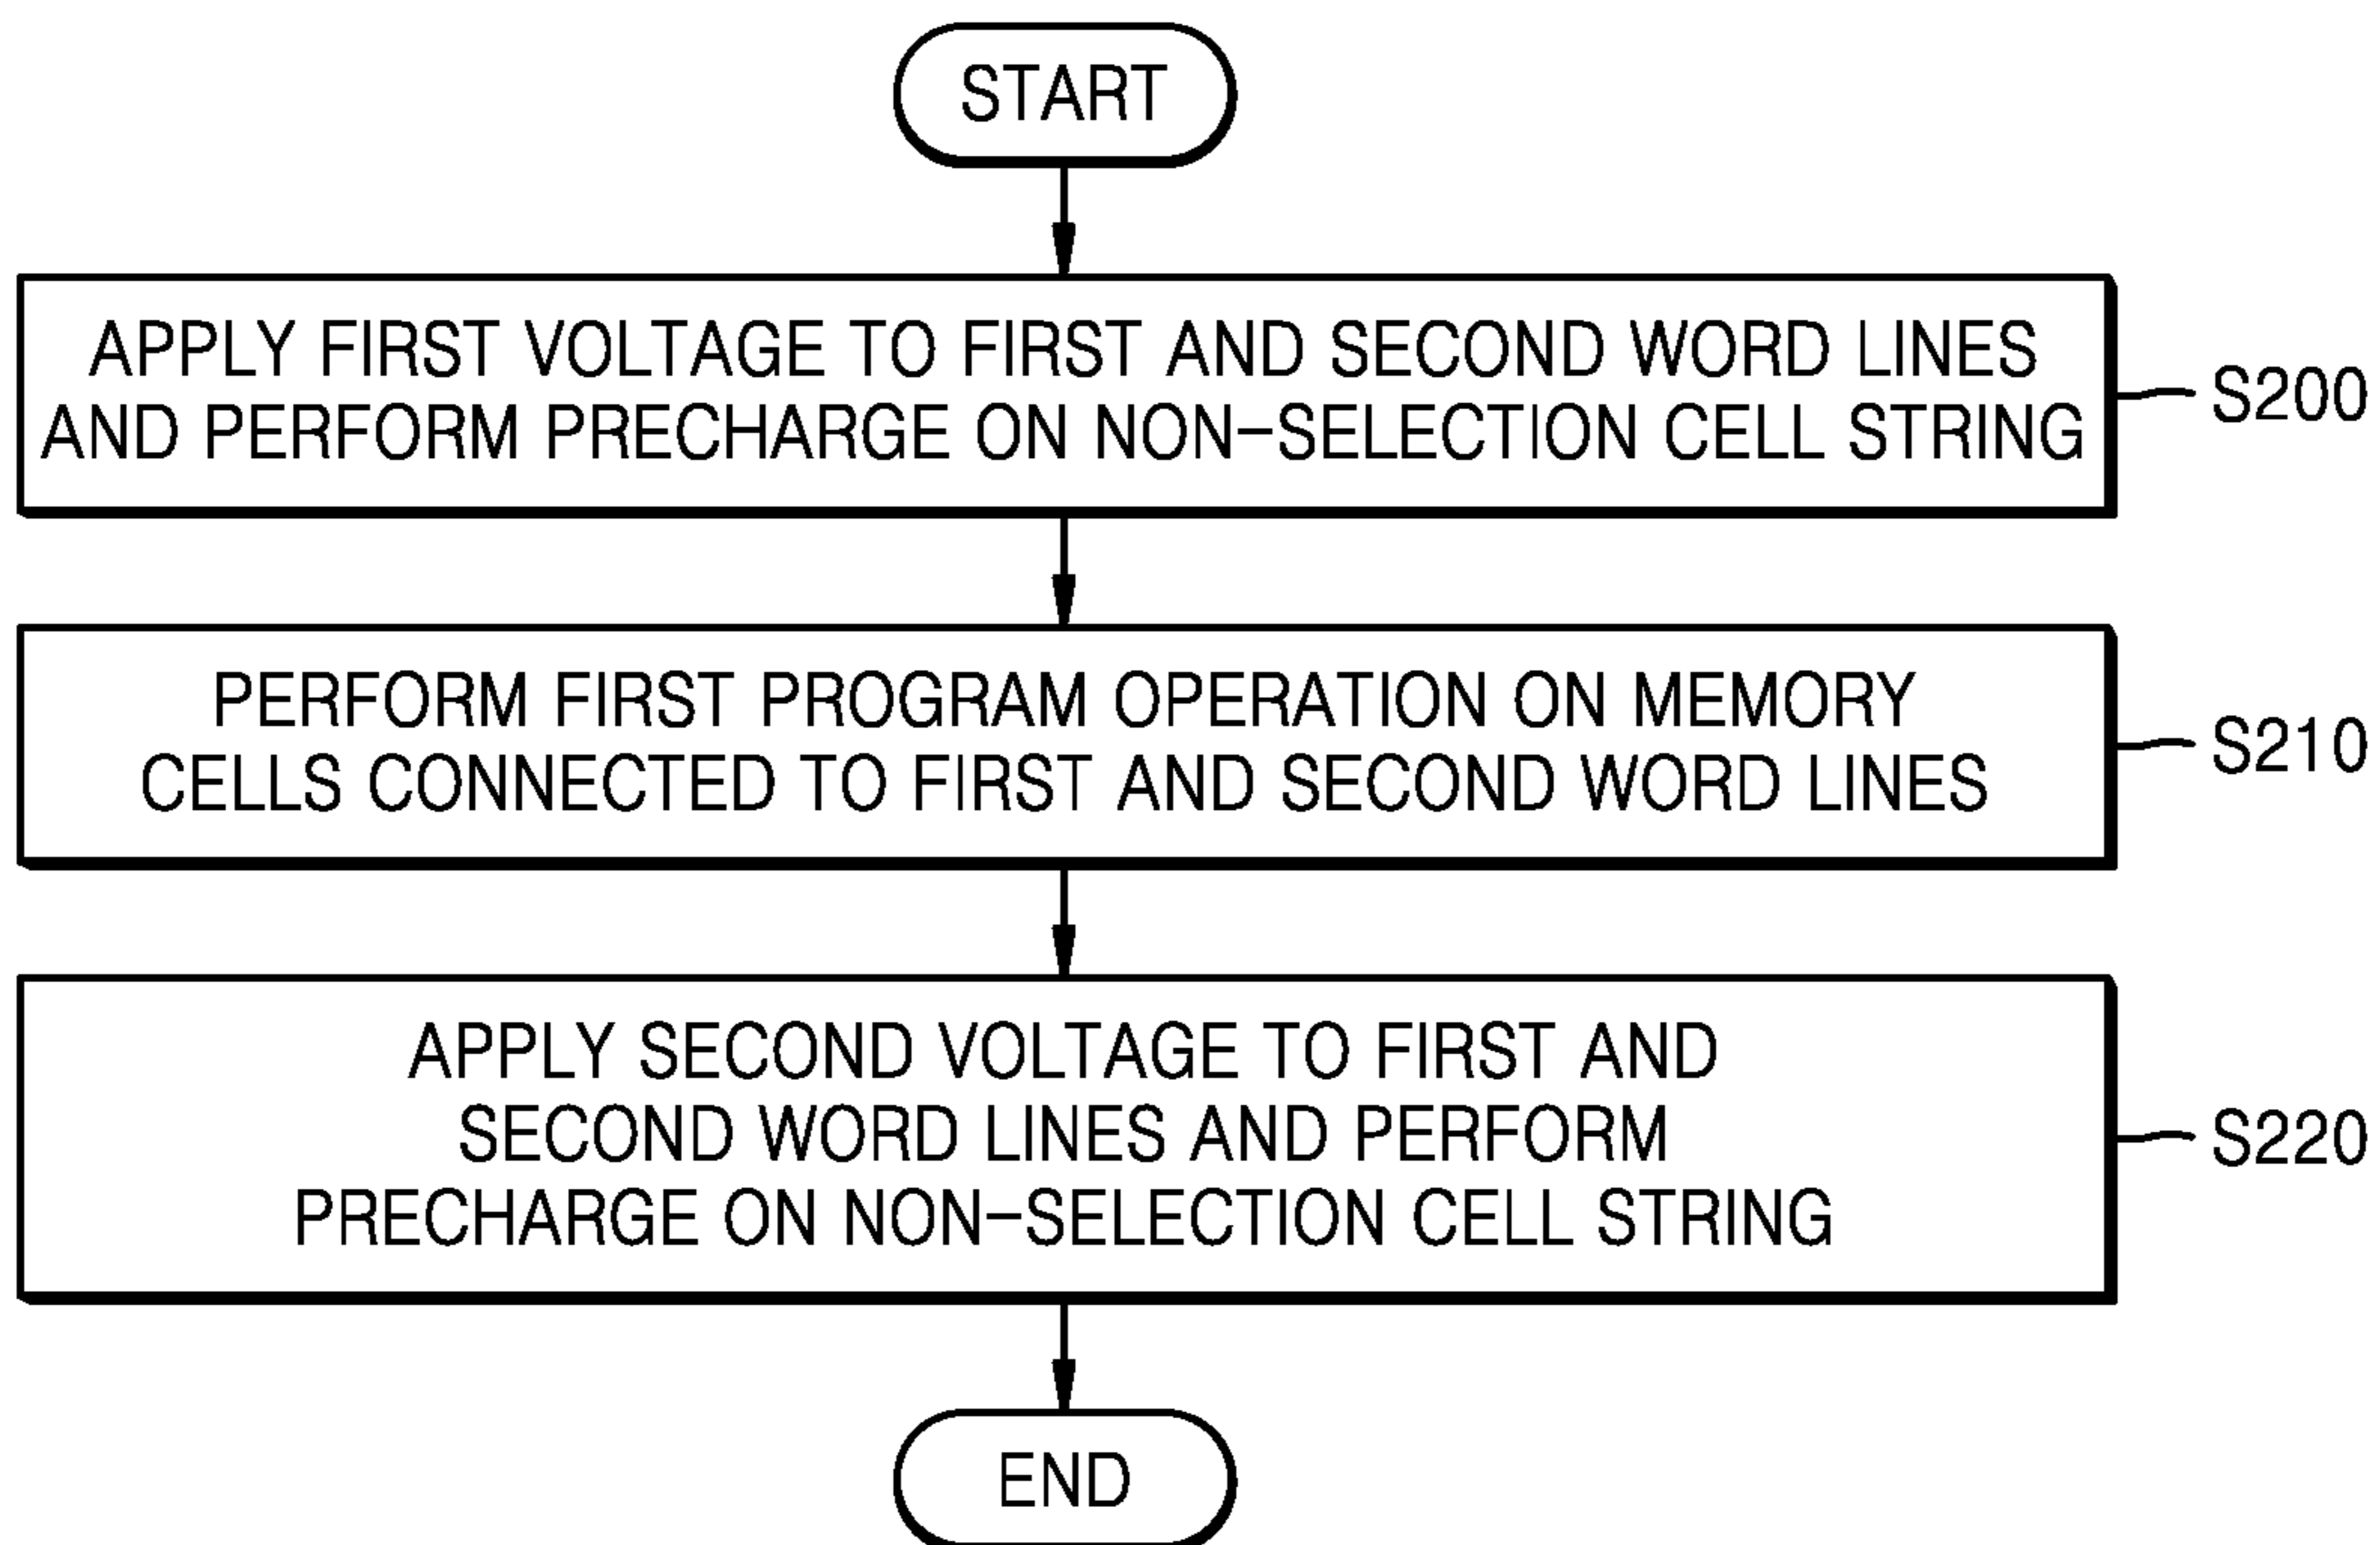 START
APPLY FIRST VOLTAGE TO FIRST AND SECOND WORD LINES
AND PERFORM PRECHARGE ON NON-SELECTION CELL STRING
S200
PERFORM FIRST PROGRAM OPERATION ON MEMORY
CELLS CONNECTED TO FIRST AND SECOND WORD LINES
S210
APPLY SECOND VOLTAGE TO FIRST AND
SECOND WORD LINES AND PERFORM
PRECHARGE ON NON-SELECTION CELL STRING
S220
END